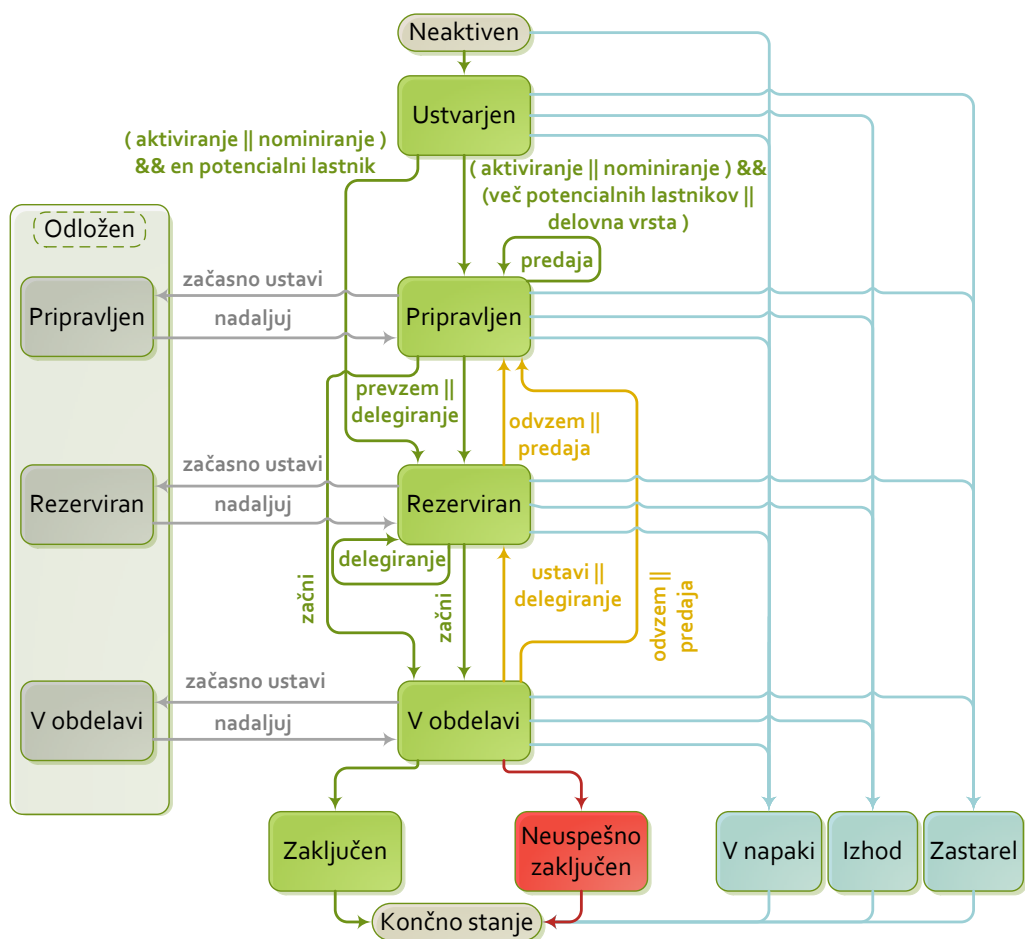 Neaktiven
Ustvarjen
( aktiviranje || nominiranje )
&& en potencialni lastnik
( aktiviranje || nominiranje ) &&
(več potencialnih lastnikov ||
delovna vrsta )
Odložen
predaja
začasno ustavi
Pripravljen
nadaljuj
Pripravljen
prevzem ||
delegiranje
odvzem ||
predaja
začasno ustavi
Rezerviran
nadaljuj
Rezerviran
delegiranje
začni
začni
ustavi ||
delegiranje
odvzem ||
predaja
začasno ustavi
V obdelavi
nadaljuj
V obdelavi
Zaključen
Neuspešno
zaključen
V napaki
Izhod
Zastarel
Končno stanje